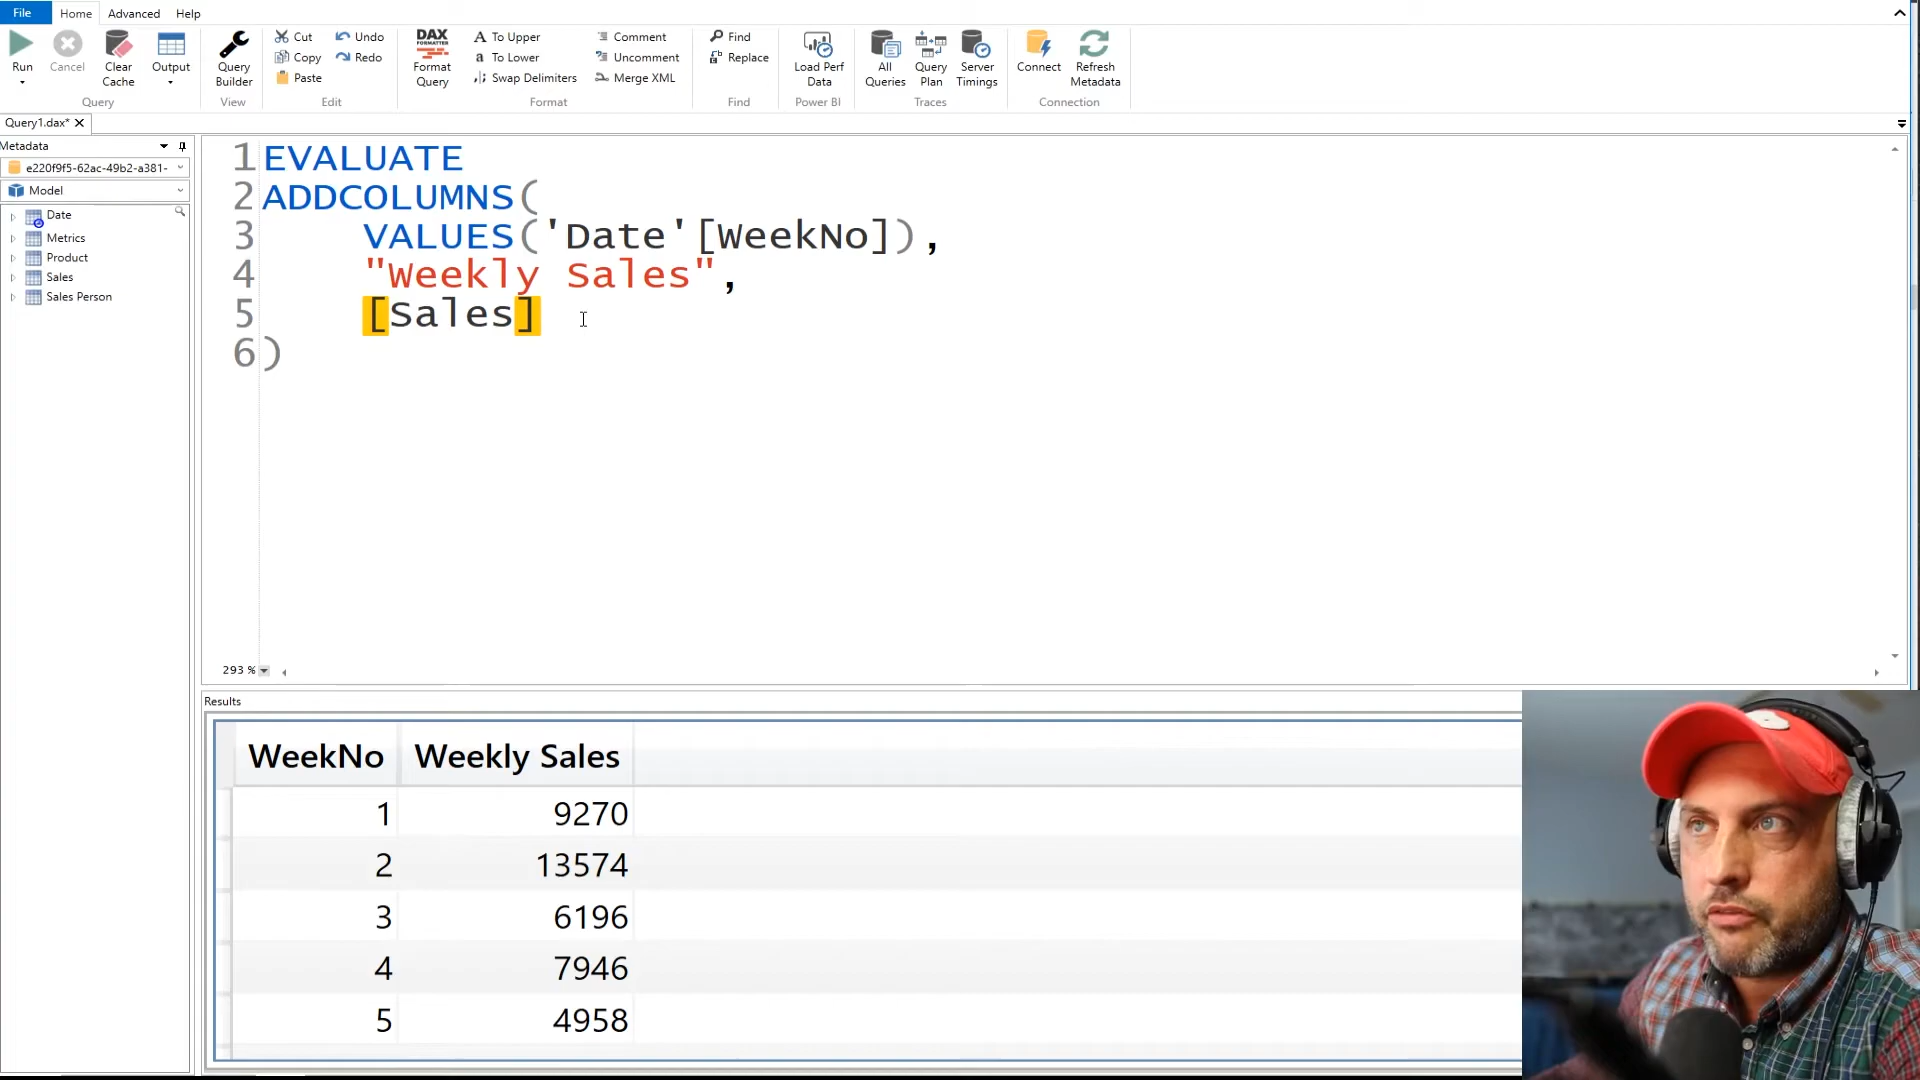 File Home Advanced Help
Run
Cancel
Clear Cache
Output
Query
Query Builder
View
Cut
Copy
Paste
Undo
Redo
Edit
DAX FORMATTER
Format Query
A To Upper
a To Lower
Swap Delimiters
Comment
Uncomment
Merge XML
Format
Find
Replace
Find
Load Perf Data
Power BI
All Queries
Query Plan
Server Timings
Traces
Connect
Refresh Metadata
Connection
Query1.dax*
Metadata
e220f9f5-62ac-49b2-a381-
Model
Date
Metrics
Product
Sales
Sales Person
1 EVALUATE
2 ADDCOLUMNS(
3 VALUES('Date'[WeekNo]),
4 "Weekly Sales",
5 [Sales]
6 )
293 %
Results
WeekNo Weekly Sales
1 9270
2 13574
3 6196
4 7946
5 4958